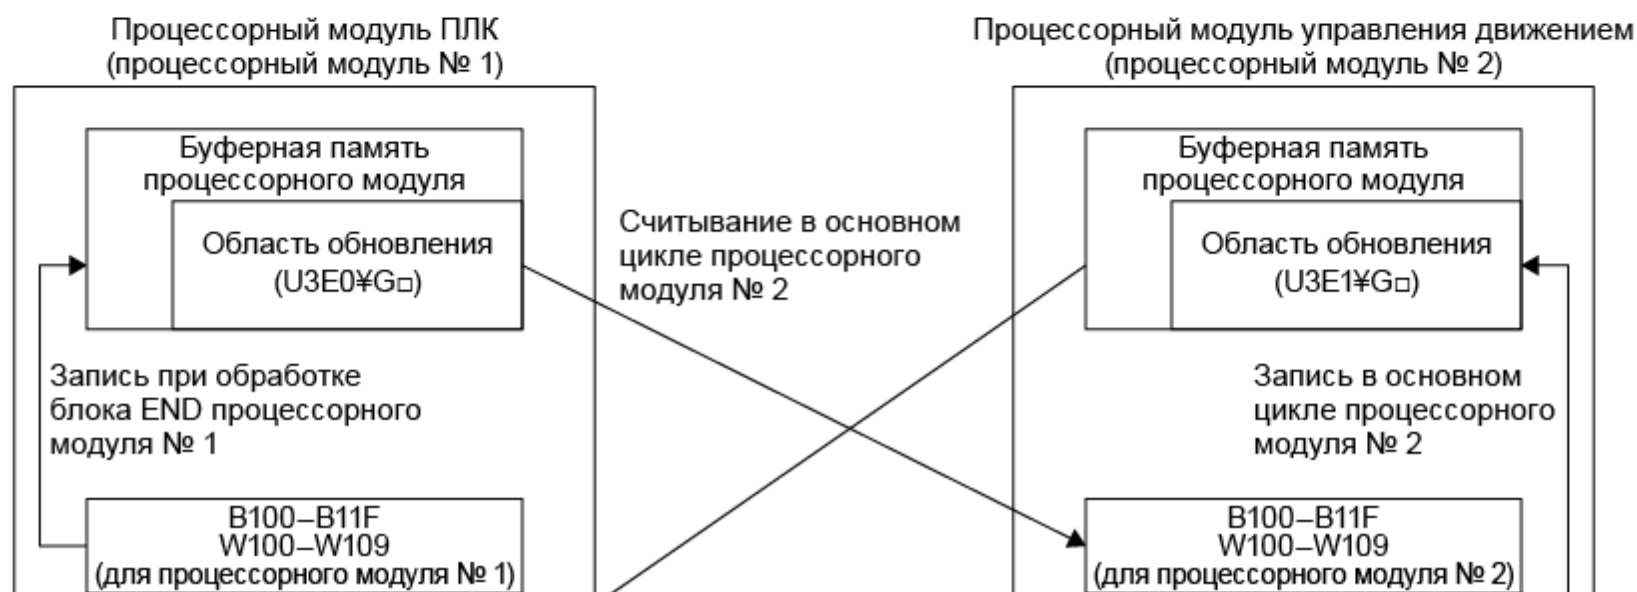 Процессорный модуль ПЛК
(процессорный модуль № 1)
Процессорный модуль управления движением
(процессорный модуль № 2)
Буферная память
процессорного модуля
Область обновления
(U3E0¥G□)
Считывание в основном
цикле процессорного
модуля № 2
Буферная память
процессорного модуля
Область обновления
(U3E1¥G□)
Запись при обработке
блока END процессорного
модуля № 1
Запись в основном
цикле процессорного
модуля № 2
B100–B11F
W100–W109
(для процессорного модуля № 1)
B100–B11F
W100–W109
(для процессорного модуля № 2)